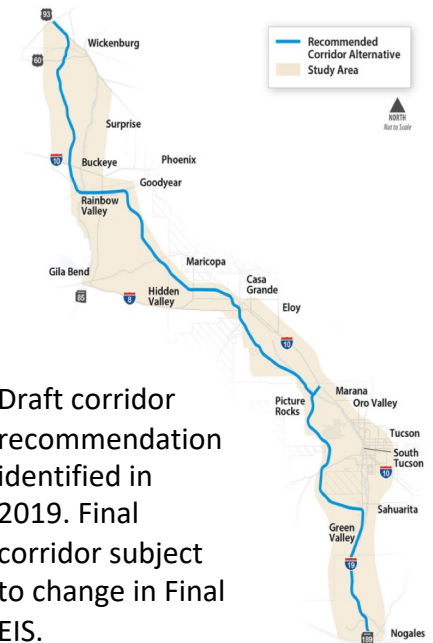 93
Wickenburg
60
Recommended
Corridor Alternative
Study Area
NORTH
Not to Scale
Surprise
10
Buckeye
Phoenix
Goodyear
Rainbow
Valley
Maricopa
Gila Bend
85
8
Hidden
Valley
Casa
Grande
Eloy
10
Marana
Oro Valley
Picture
Rocks
Tucson
South
Tucson
10
Sahuarita
Green
Valley
19
Nogales
189
Draft corridor
recommendation
identified in
2019. Final
corridor subject
to change in Final
EIS.